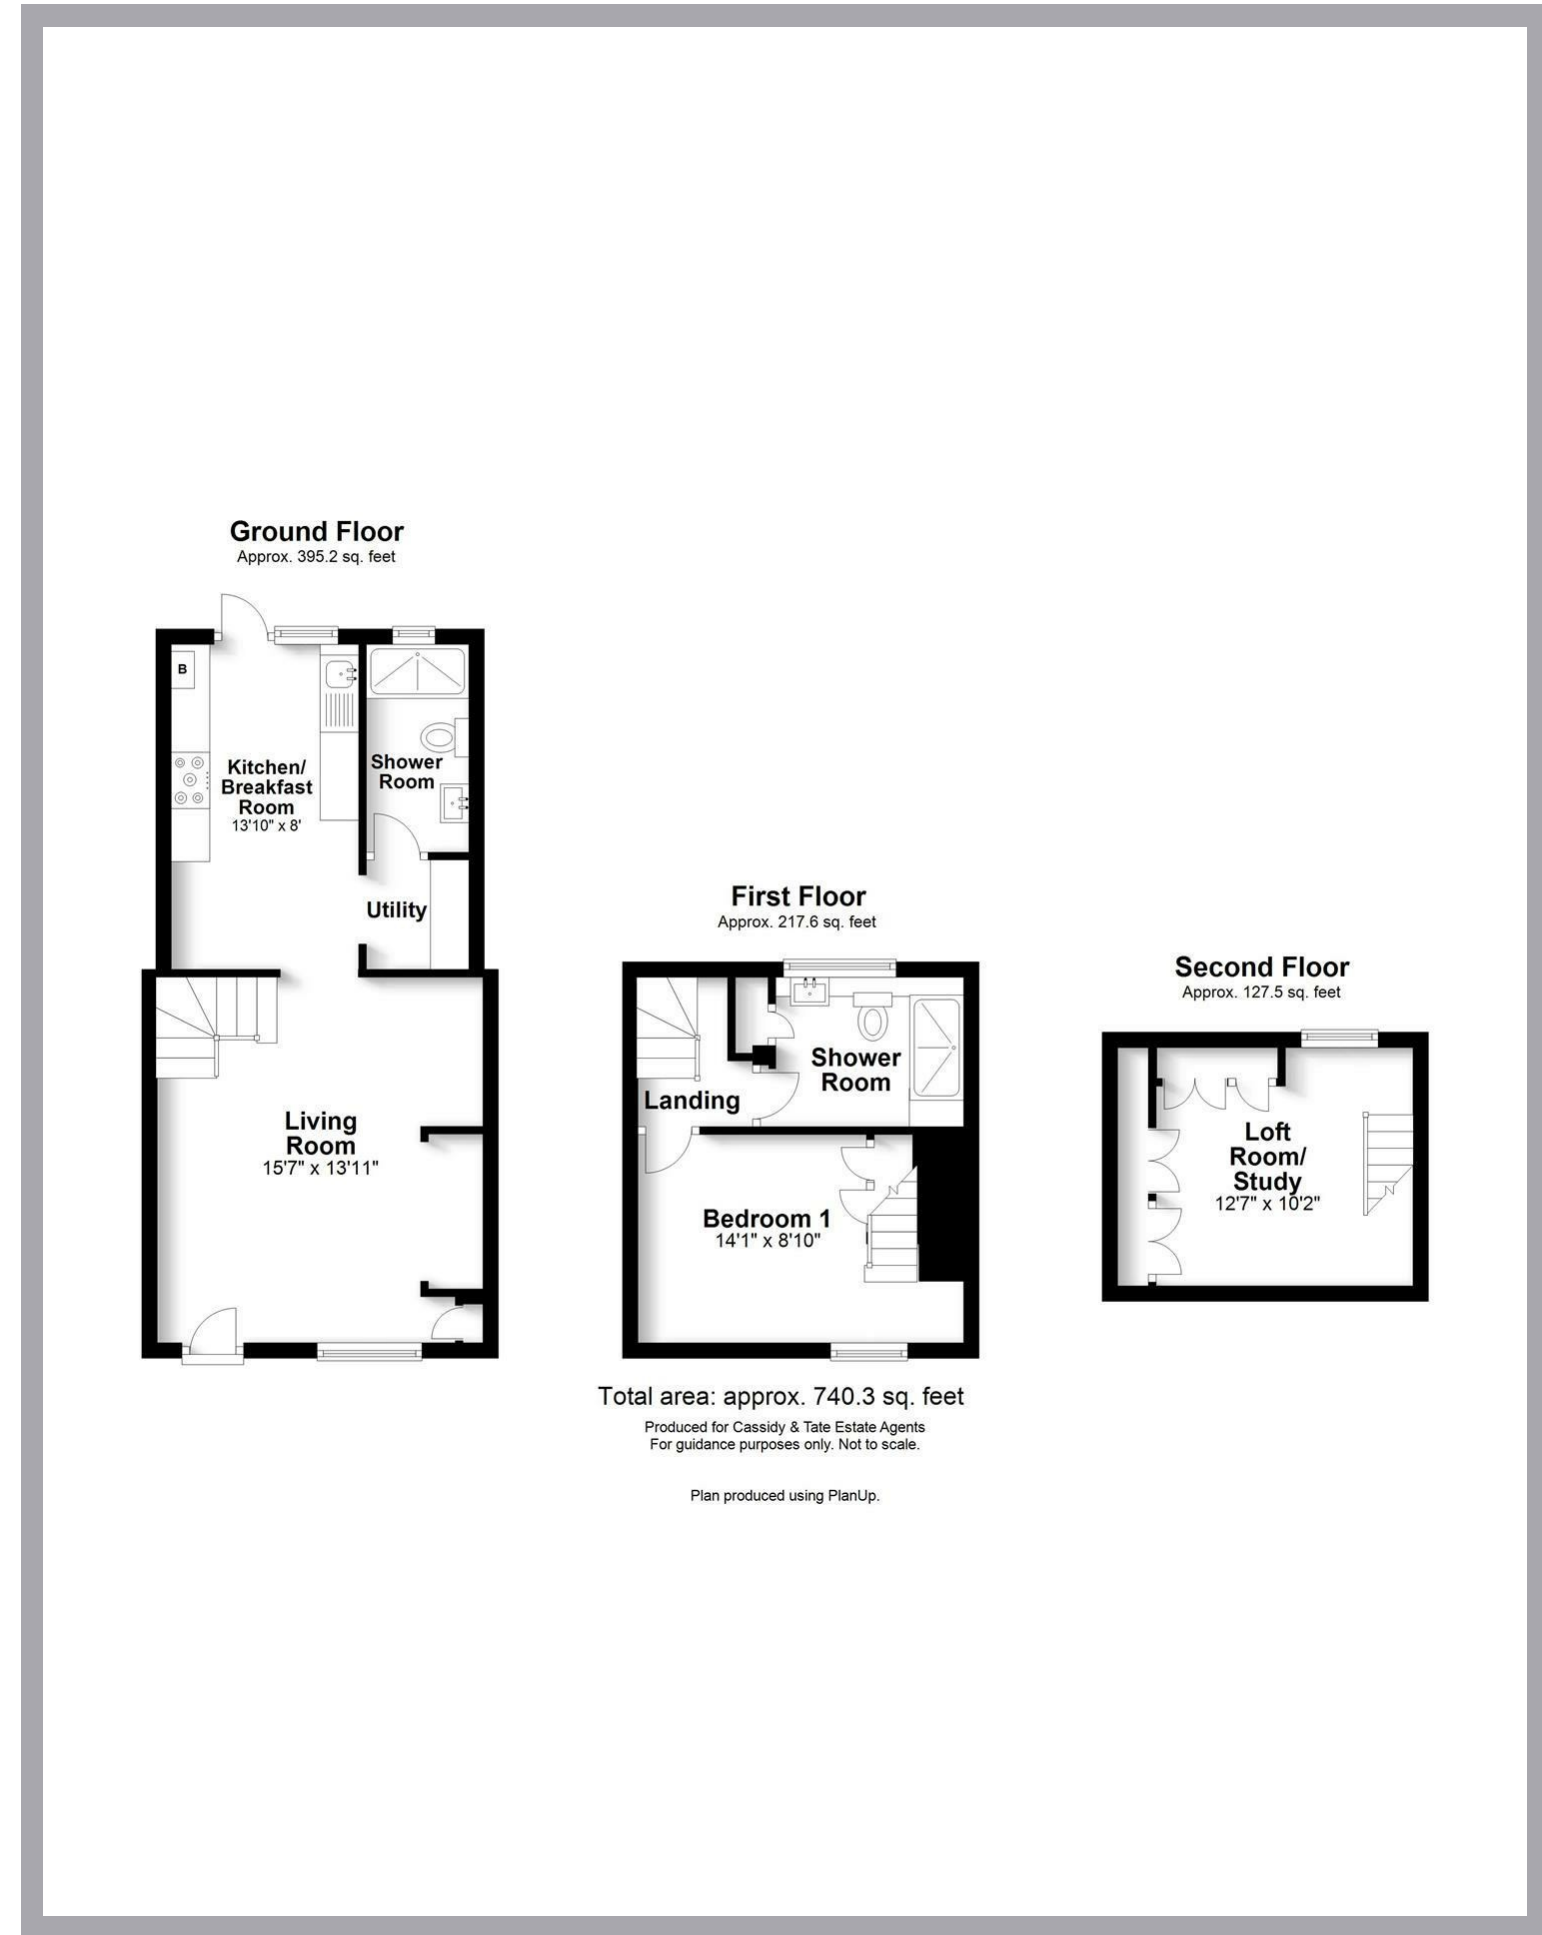 Ground Floor
Approx. 395.2 sq. feet
B
Kitchen/
Breakfast
Room
13'10" x 8'
Shower
Room
Utility
Living
Room
15'7" x 13'11"
First Floor
Approx. 217.6 sq. feet
Shower
Room
Landing
Bedroom 1
14'1" x 8'10"
Second Floor
Approx. 127.5 sq. feet
Loft
Room/
Study
12'7" x 10'2"
Total area: approx. 740.3 sq. feet
Produced for Cassidy & Tate Estate Agents
For guidance purposes only. Not to scale.
Plan produced using PlanUp.